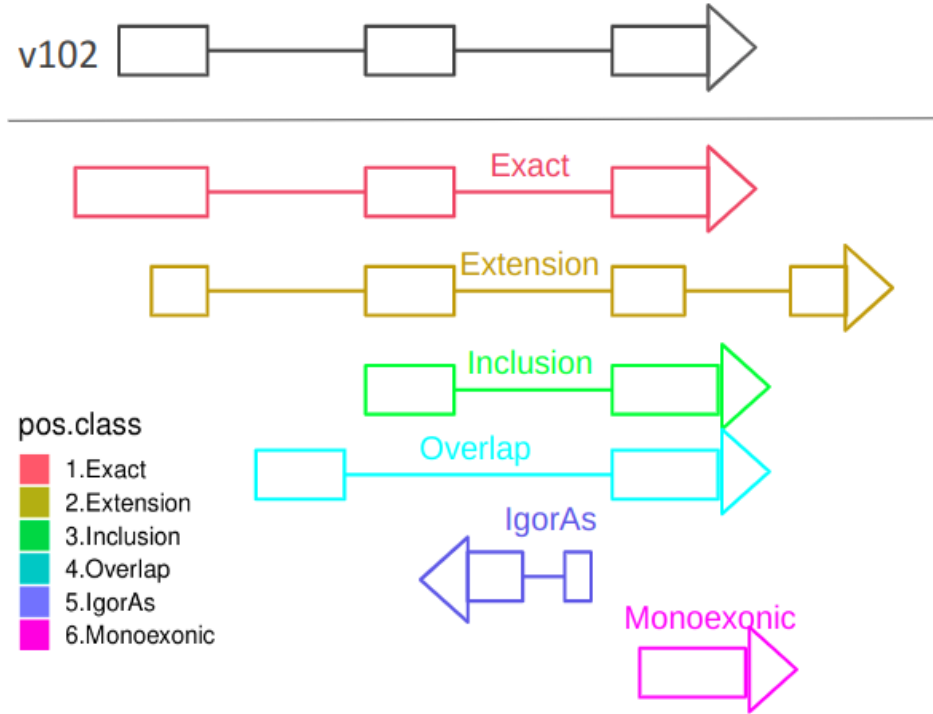 v102
Exact
Extension
Inclusion
Overlap
IgorAs
Monoexonic
pos.class
1.Exact
2.Extension
3.Inclusion
4.Overlap
5.IgorAs
6.Monoexonic